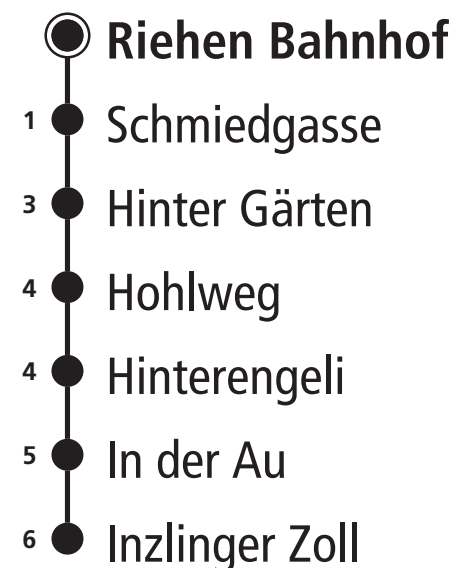 Riehen Bahnhof
1 Schmiedgasse
3 Hinter Gärten
4 Hohlweg
4 Hinterengeli
5 In der Au
6 Inzlinger Zoll